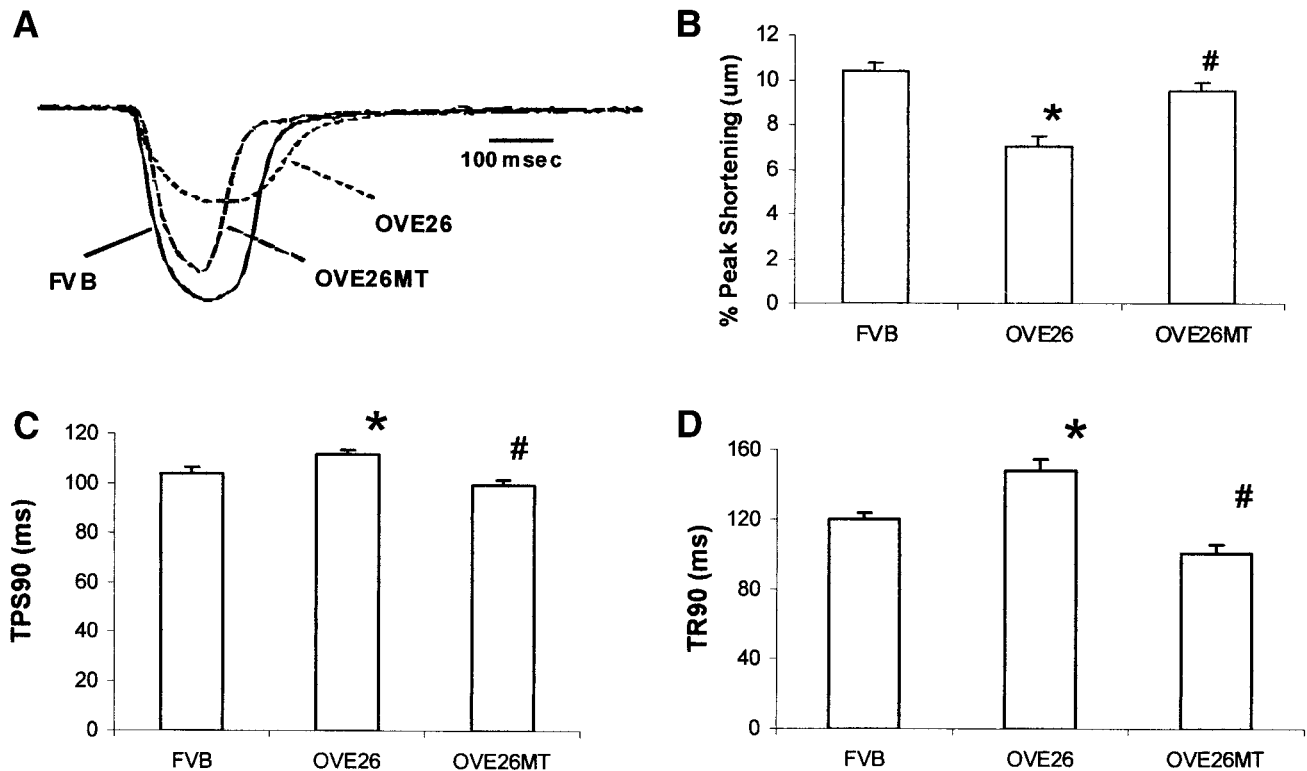 A
100 msec
OVE26
OVE26MT
FVB
B
% Peak Shortening (um)
12
10
8
6
4
2
0
*
#
FVB
OVE26
OVE26MT
C
TPS90 (ms)
120
100
80
60
40
20
0
*
#
FVB
OVE26
OVE26MT
D
TR90 (ms)
160
120
80
40
0
*
#
FVB
OVE26
OVE26MT